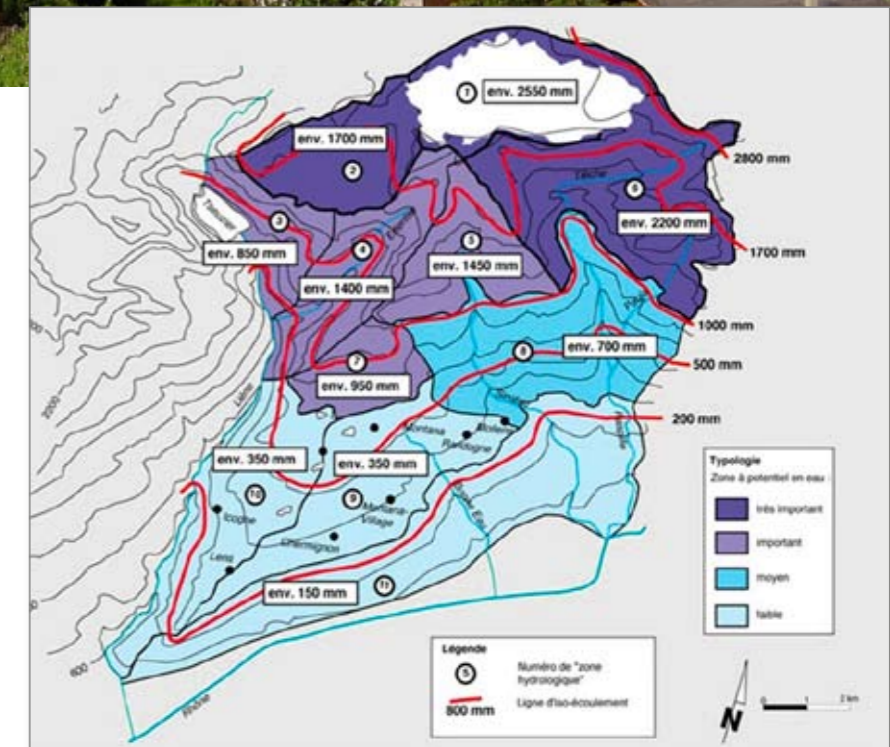 1
env. 2550 mm
env. 1700 mm
2
2800 mm
6
env. 2200 mm
3
4
5
env. 850 mm
env. 1450 mm
1700 mm
env. 1400 mm
1000 mm
8
env. 700 mm
500 mm
7
env. 950 mm
2200
Liène
200 mm
Montana
Randogne
env. 350 mm
env. 350 mm
10
9
Icogne
Montana-
Village
Chermignon
Lens
11
env. 150 mm
600
Rhône
Typologie
Zone à potentiel en eau :
très important
important
moyen
faible
Légende
5
Numéro de "zone
hydrologique"
800 mm
Ligne d'iso-écoulement
N
0 1 2 km